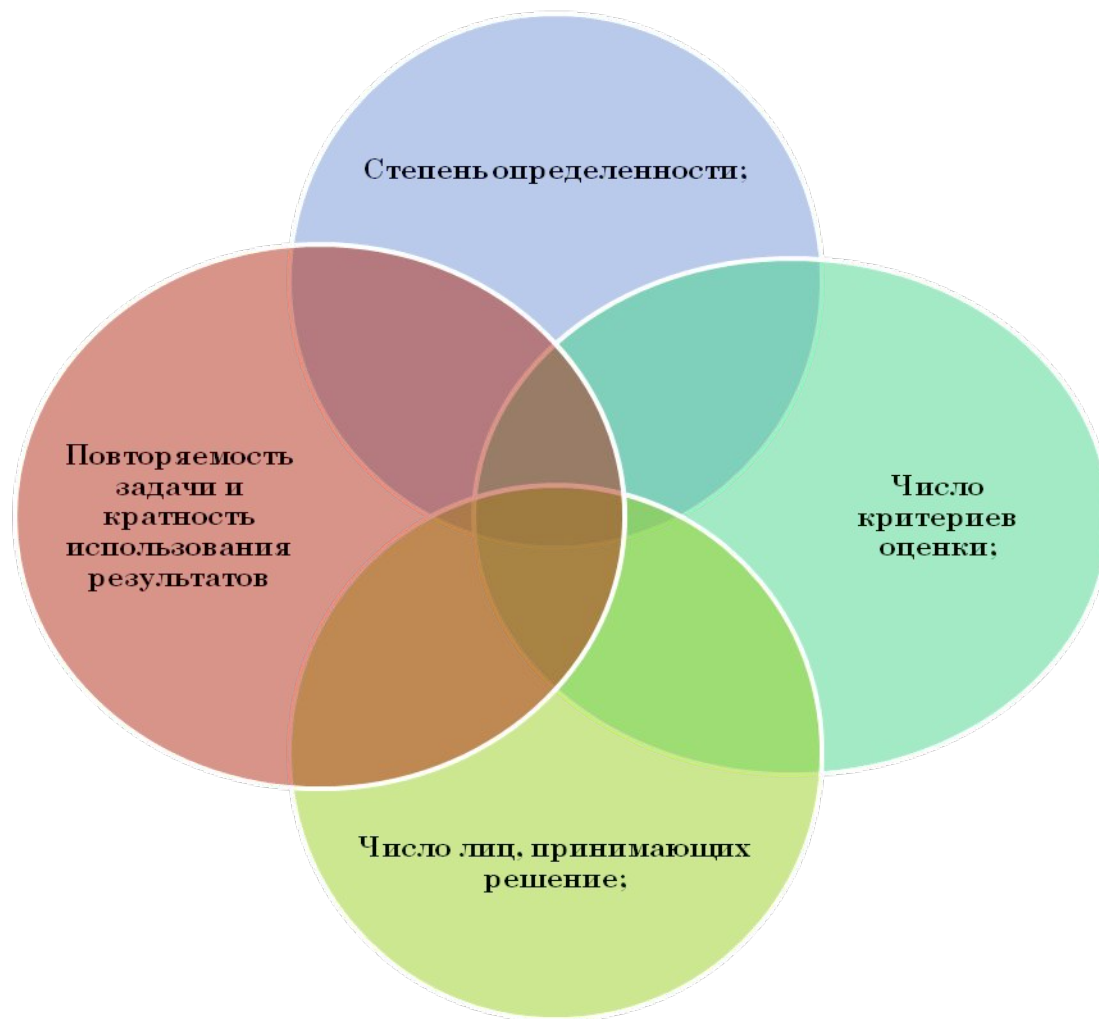 Степень определенности;
Повторяемость
задачи и
кратность
использования
результатов
Число
критериев
оценки;
Число лиц, принимающих
решение;